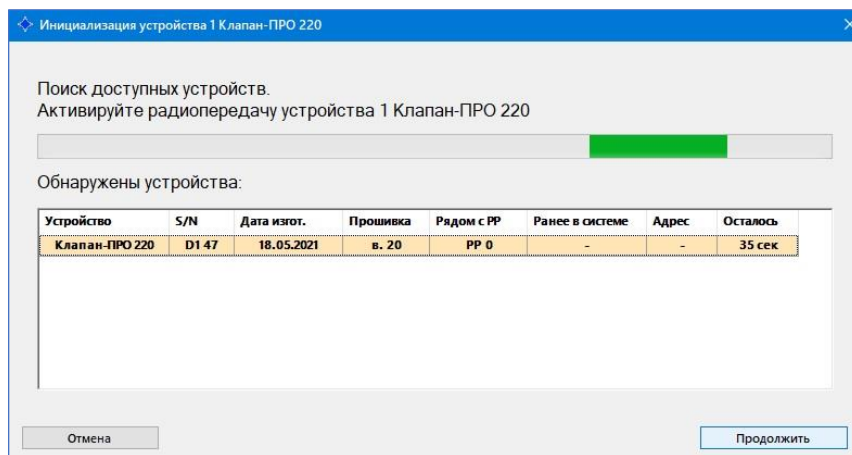 Инициализация устройства 1 Клапан-ПРО 220
Поиск доступных устройств.
Активируйте радиопередачу устройства 1 Клапан-ПРО 220
Обнаружены устройства:
Устройство S/N Дата изгот. Прошивка Рядом с РР Ранее в системе Адрес Осталось
Клапан-ПРО 220 D1 47 18.05.2021 в. 20 РР 0 - - 35 сек
Отмена Продолжить